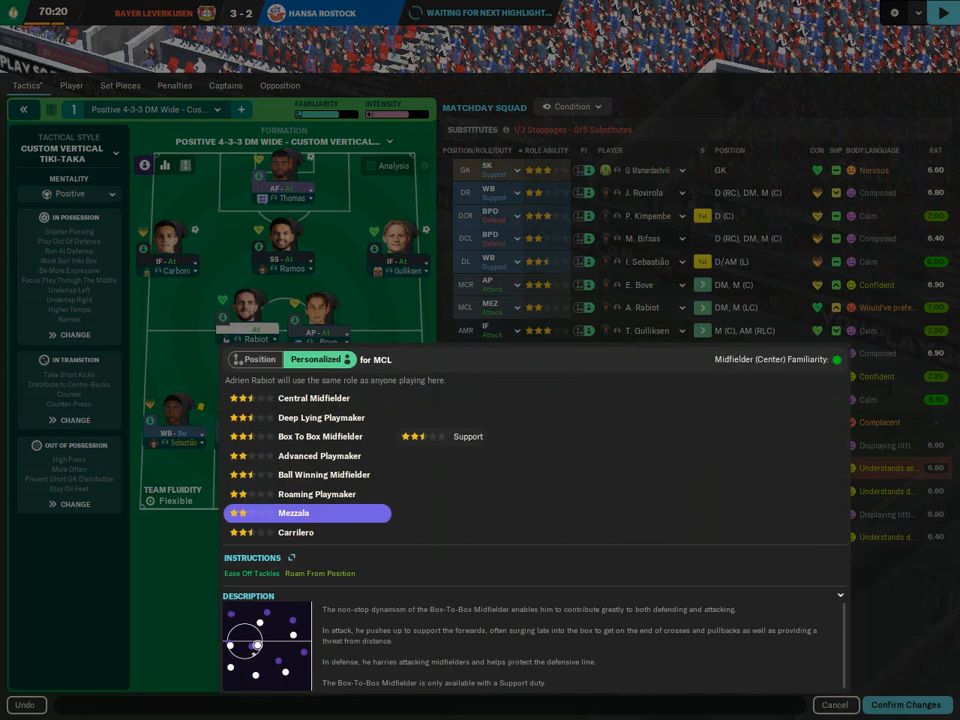 70:20
BAYER LEVERKUSEN
3 - 2
HANSA ROSTOCK
WAITING FOR NEXT HIGHLIGHT...
PLAY
Tactics*
Player
Set Pieces
Penalties
Captains
Opposition
1
Positive 4-3-3 DM Wide - Cus...
FAMILIARITY
INTENSITY
MATCHDAY SQUAD
Condition
TACTICAL STYLE
CUSTOM VERTICAL
TIKI-TAKA
MENTALITY
Positive
IN POSSESSION
Shorter Passing
Play Out Of Defense
Run At Defense
Work Ball Into Box
Be More Expressive
Focus Play Through The Middle
Underlap Left
Underlap Right
Higher Tempo
Narrow
CHANGE
IN TRANSITION
Take Short Kicks
Distribute to Centre-Backs
Counter
Counter-Press
CHANGE
OUT OF POSSESSION
High Press
More Often
Prevent Short GK Distribution
Stay On Feet
CHANGE
FORMATION
POSITIVE 4-3-3 DM WIDE - CUSTOM VERTICAL...
Analysis
AF - At
Thomas
IF - At
Carboni
SS - At
Ramos
IF - At
Gulliksen
At
Rabiot
AP - At
Bove
WB - Su
Sebastião
TEAM FLUIDITY
Flexible
SUBSTITUTES
1/3 Stoppages - 0/5 Substitutes
POSITION/ROLE/DUTY
ROLE ABILITY
PI
PLAYER
S
POSITION
CON
SHP
BODY LANGUAGE
RAT
GK
SK
Support
G. Mamardashvili
GK
Nervous
6.60
DR
WB
Support
J. Rovirola
D (RC), DM, M (C)
Composed
6.80
DCR
BPD
Defend
P. Kimpembe
Yel
D (C)
Calm
7.00
DCL
BPD
Defend
M. Bifsas
D (RC), DM, M (C)
Composed
6.40
DL
WB
Support
I. Sebastião
Yel
D/AM (L)
Calm
MCR
AP
Attack
E. Bove
DM, M (C)
Confident
6.90
MCL
MEZ
Attack
A. Rabiot
DM, M (LC)
Would've prefe...
7.00
AMR
IF
Attack
T. Gulliksen
M (C), AM (RLC)
Calm
Composed
6.90
Confident
7.20
Calm
Complacent
-
Displaying littl...
6.60
Understands as...
6.80
Understands d...
6.60
Displaying littl...
6.80
Understands d...
6.40
Position
Personalized
for MCL
Midfielder (Center) Familiarity:
Adrien Rabiot will use the same role as anyone playing here.
Central Midfielder
Deep Lying Playmaker
Box To Box Midfielder
Support
Advanced Playmaker
Ball Winning Midfielder
Roaming Playmaker
Mezzala
Carrilero
INSTRUCTIONS
Ease Off Tackles
Roam From Position
DESCRIPTION
The non-stop dynamism of the Box-To-Box Midfielder enables him to contribute greatly to both defending and attacking.
In attack, he pushes up to support the forwards, often surging late into the box to get on the end of crosses and pullbacks as well as providing a
threat from distance.
In defense, he harries attacking midfielders and helps protect the defensive line.
The Box-To-Box Midfielder is only available with a Support duty.
Undo
Cancel
Confirm Changes